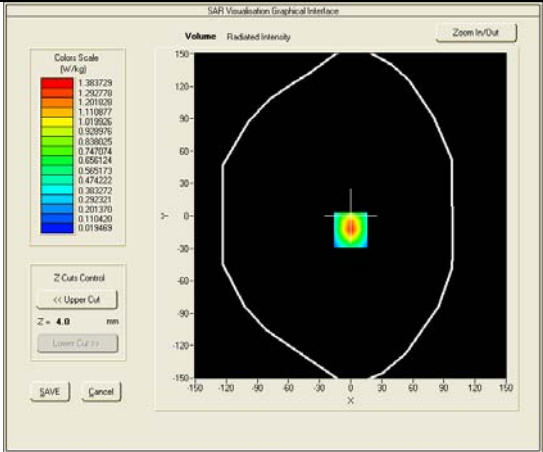 SAR Visualisation Graphical Interface
Volume Radiated Intensity
Zoom In/Out
Colors Scale
(W/kg)
1.383729
1.292778
1.201828
1.110877
1.019926
0.928976
0.838025
0.747074
0.656124
0.565173
0.474222
0.383272
0.292321
0.201370
0.110420
0.019469
Z-Cuts Control
<< Upper Cut
Z = 4.0 mm
Lower Cut >>
SAVE Cancel
150
120
90
60
30
0
-30
-60
-90
-120
-150
Y
-150 -120 -90 -60 -30 0 30 60 90 120 150
X